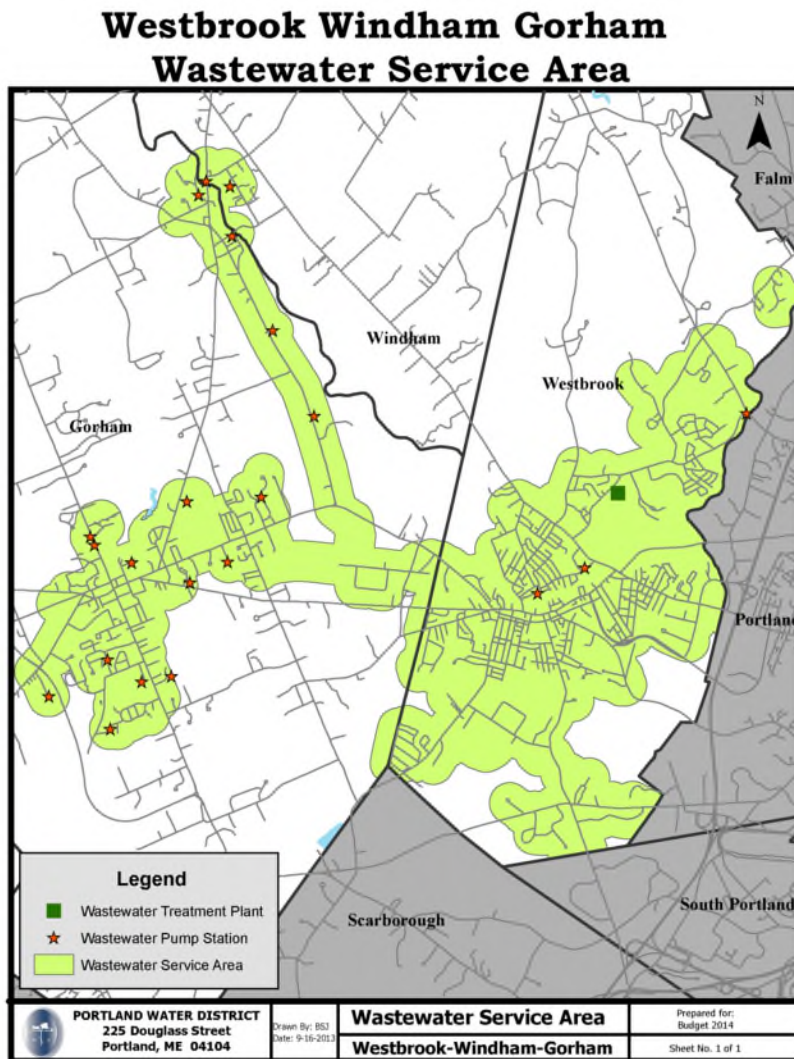 Westbrook Windham Gorham
Wastewater Service Area
N
Falm
Windham
Westbrook
Gorham
Portland
South Portland
Scarborough
Legend
Wastewater Treatment Plant
Wastewater Pump Station
Wastewater Service Area
PORTLAND WATER DISTRICT
225 Douglass Street
Portland, ME 04104
Drawn By: BSJ
Date: 9-16-2013
Wastewater Service Area
Westbrook-Windham-Gorham
Prepared for:
Budget 2014
Sheet No. 1 of 1